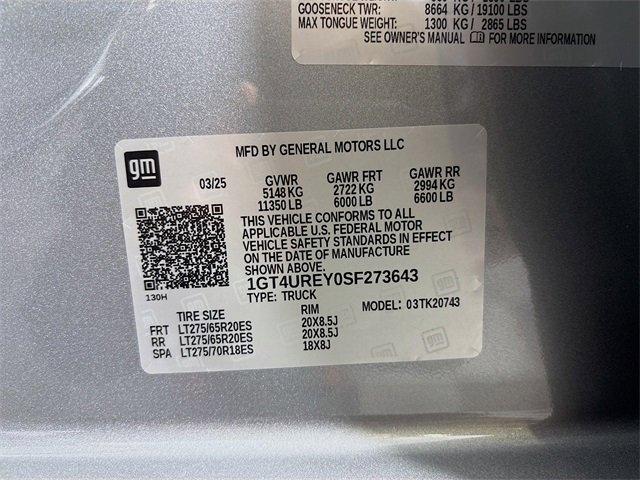 GOOSENECK TWR: 8664 KG/19100 LBS
MAX TONGUE WEIGHT: 1300 KG / 2865 LBS
SEE OWNER'S MANUAL FOR MORE INFORMATION
gm
MFD BY GENERAL MOTORS LLC
03/25 GVWR GAWR FRT GAWR RR
5148 KG 2722 KG 2994 KG
11350 LB 6000 LB 6600 LB
THIS VEHICLE CONFORMS TO ALL
APPLICABLE U.S. FEDERAL MOTOR
VEHICLE SAFETY STANDARDS IN EFFECT
ON THE DATE OF MANUFACTURE
SHOWN ABOVE.
1GT4UREY0SF273643
130H
TYPE: TRUCK
MODEL: 03TK20743
TIRE SIZE RIM
FRT LT275/65R20ES 20X8.5J
RR LT275/65R20ES 20X8.5J
SPA LT275/70R18ES 18X8J